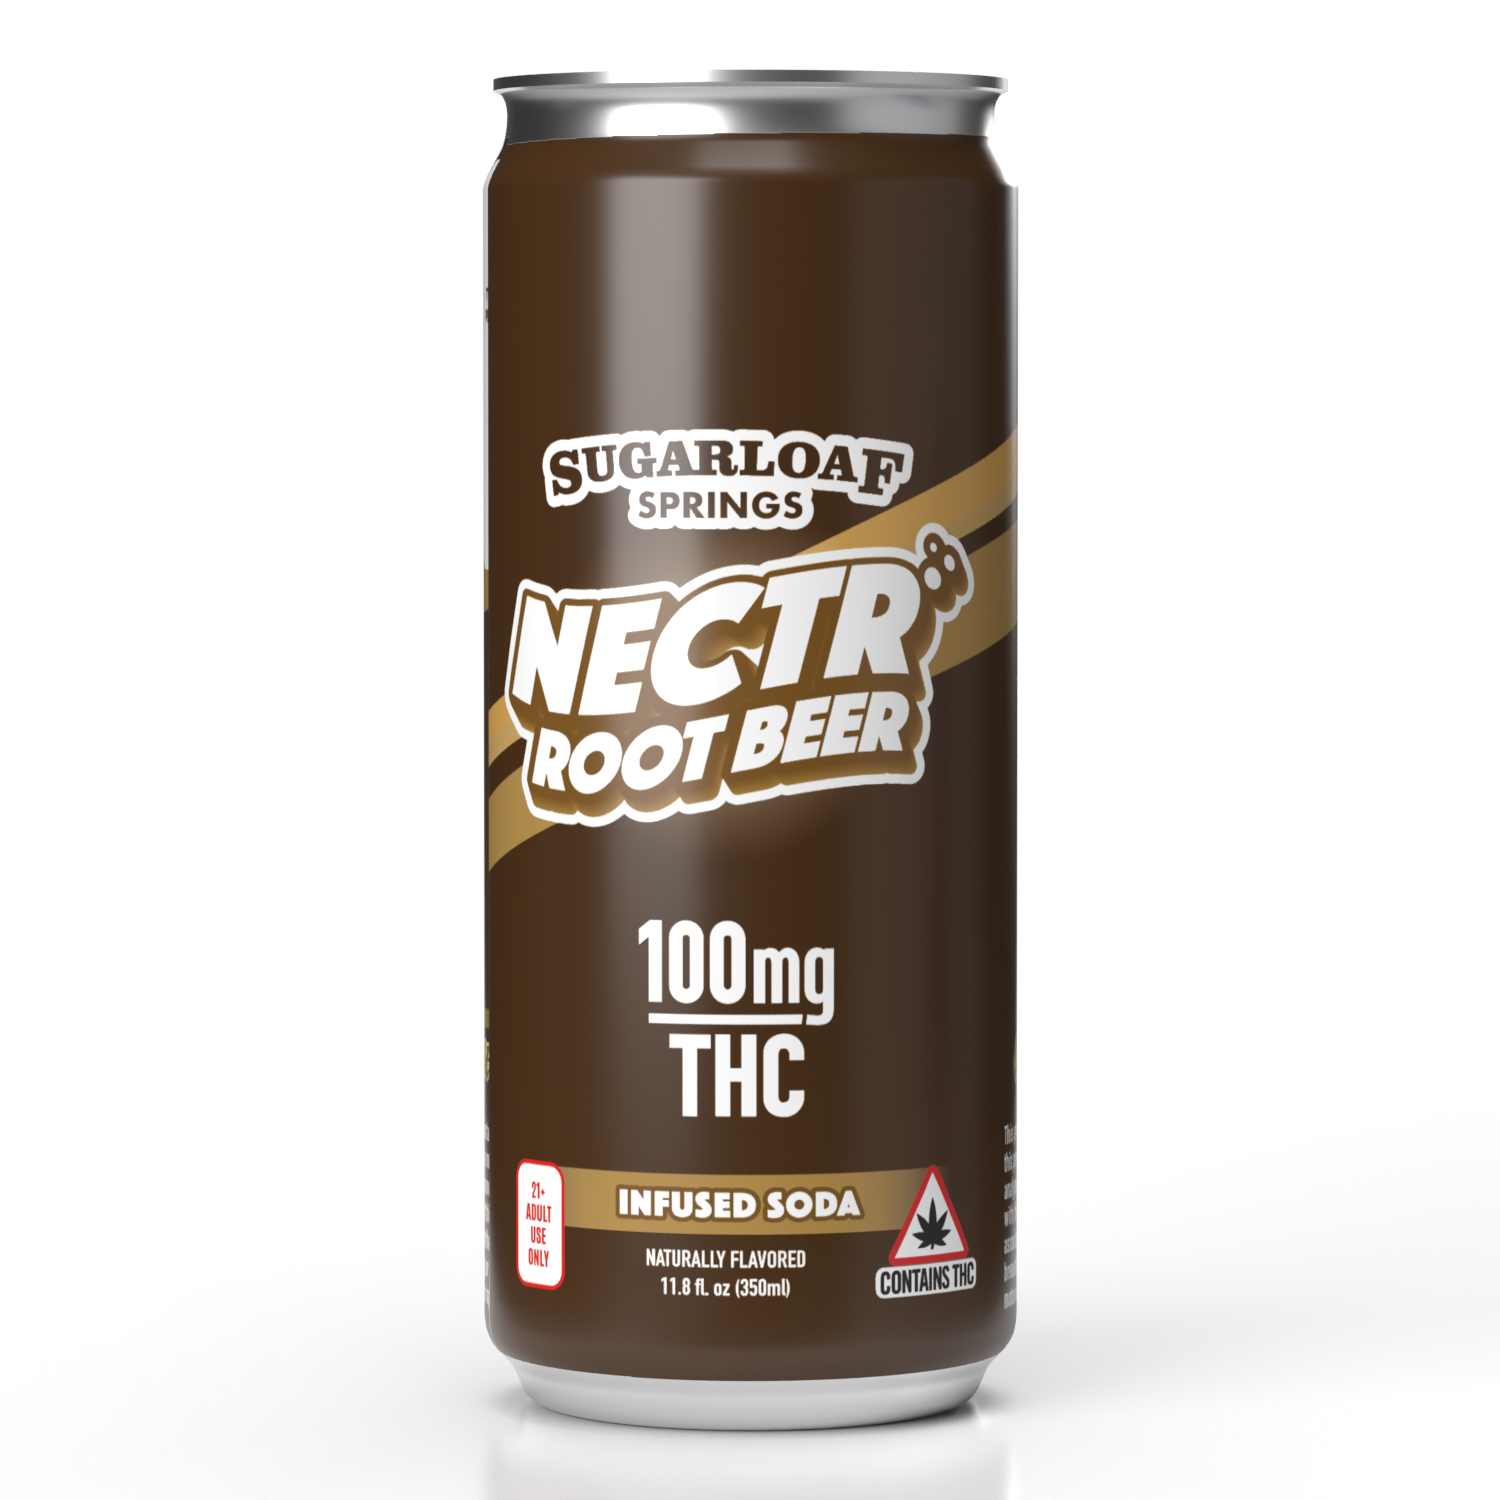 SUGARLOAF
SPRINGS
NECTR
ROOT BEER
100mg
THC
21+
ADULT
USE
ONLY
INFUSED SODA
NATURALLY FLAVORED
11.8 fl. oz (350ml)
CONTAINS THC